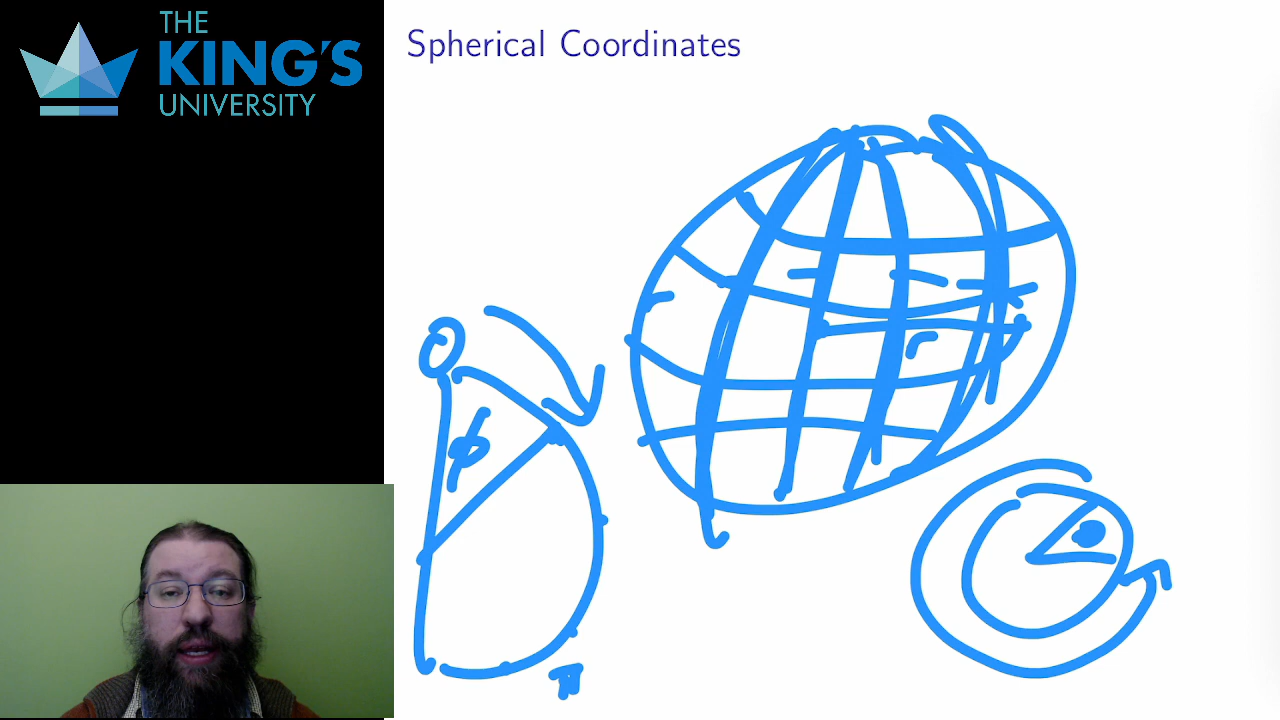 THE
KING'S
UNIVERSITY
Spherical Coordinates
0
ϕ
π